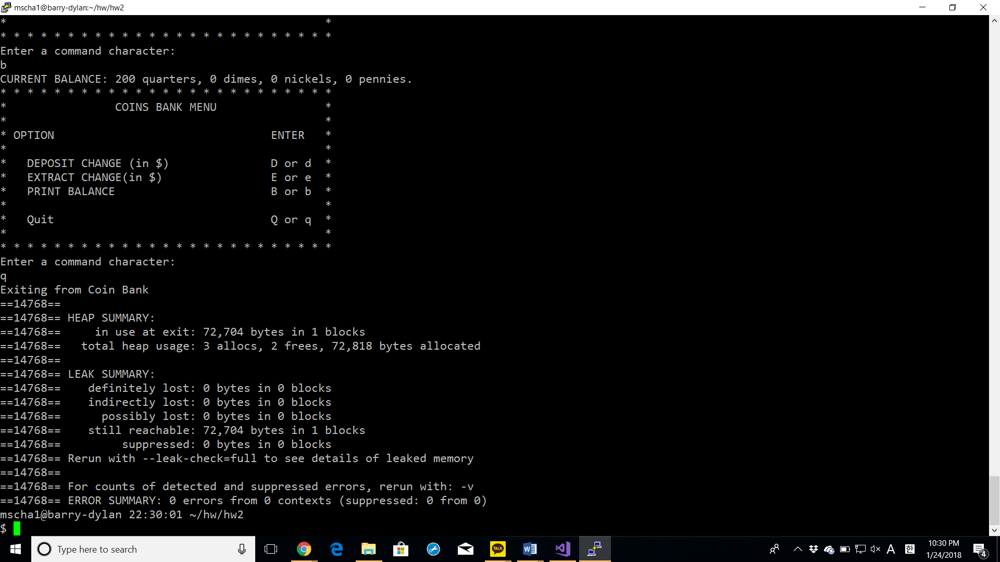 mscha1@barry-dylan:~/hw/hw2
*                                               *
* * * * * * * * * * * * * * * * * * * * * * * * *
Enter a command character:
b
CURRENT BALANCE: 200 quarters, 0 dimes, 0 nickels, 0 pennies.
* * * * * * * * * * * * * * * * * * * * * * * * *
*                COINS BANK MENU                *
*                                               *
* OPTION                                ENTER   *
*                                               *
*   DEPOSIT CHANGE (in $)               D or d  *
*   EXTRACT CHANGE(in $)                E or e  *
*   PRINT BALANCE                       B or b  *
*                                               *
*   Quit                                Q or q  *
*                                               *
* * * * * * * * * * * * * * * * * * * * * * * * *
Enter a command character:
q
Exiting from Coin Bank
==14768==
==14768== HEAP SUMMARY:
==14768==     in use at exit: 72,704 bytes in 1 blocks
==14768==   total heap usage: 3 allocs, 2 frees, 72,818 bytes allocated
==14768==
==14768== LEAK SUMMARY:
==14768==    definitely lost: 0 bytes in 0 blocks
==14768==    indirectly lost: 0 bytes in 0 blocks
==14768==      possibly lost: 0 bytes in 0 blocks
==14768==    still reachable: 72,704 bytes in 1 blocks
==14768==         suppressed: 0 bytes in 0 blocks
==14768== Rerun with --leak-check=full to see details of leaked memory
==14768==
==14768== For counts of detected and suppressed errors, rerun with: -v
==14768== ERROR SUMMARY: 0 errors from 0 contexts (suppressed: 0 from 0)
mscha1@barry-dylan 22:30:01 ~/hw/hw2
$
Type here to search
TALK
A 한
10:30 PM
1/24/2018
4